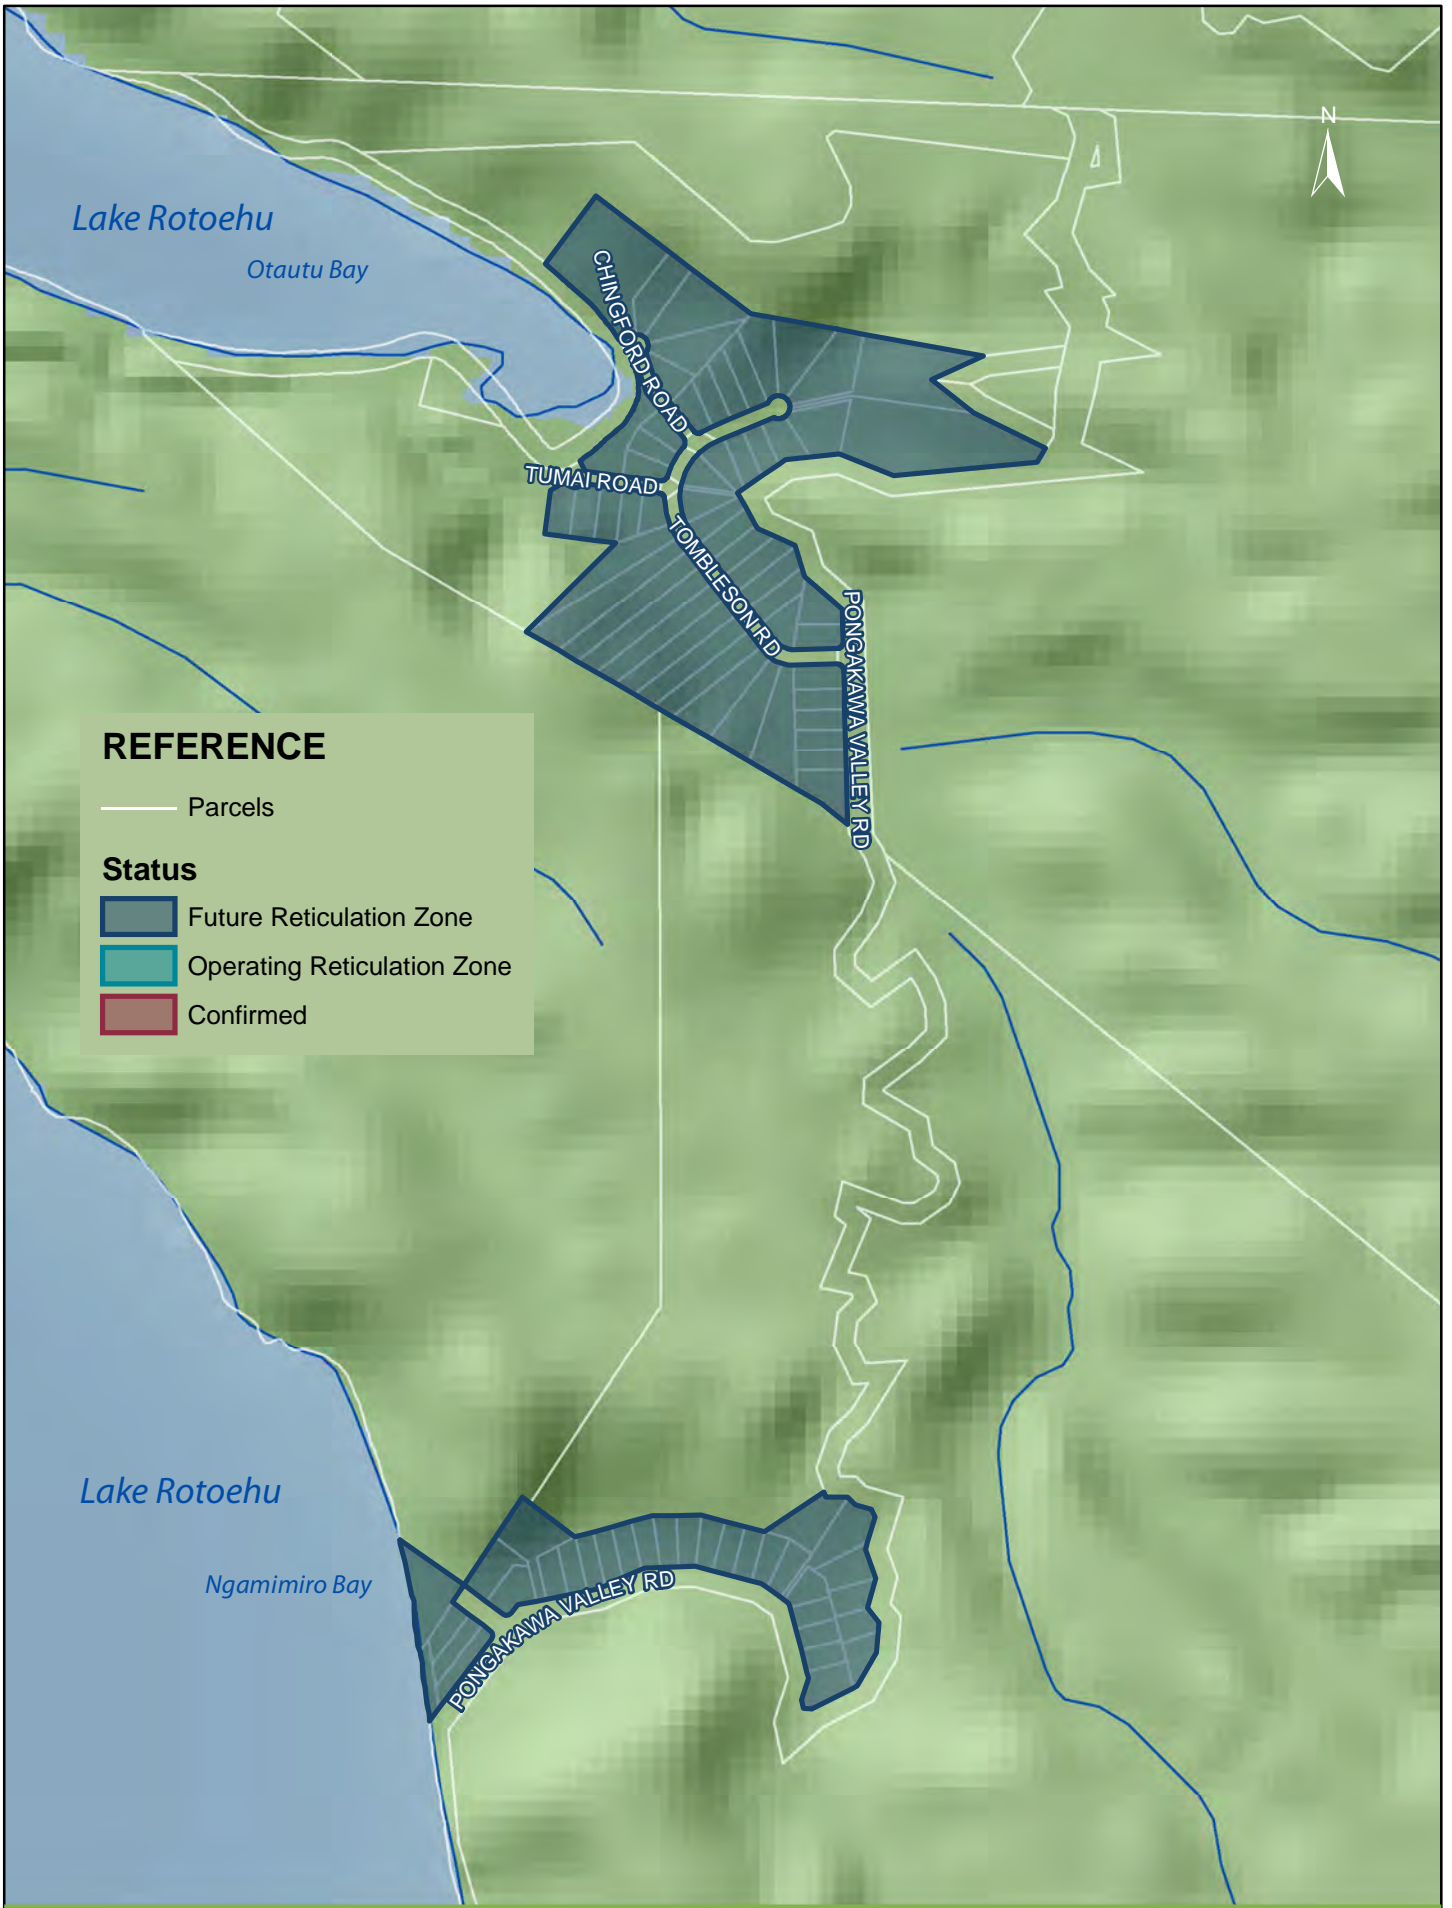 N
Lake Rotoehu
Otautu Bay
CHINGFORD ROAD
TUMAI ROAD
TOMBLESON RD
PONGAKAWA VALLEY RD
REFERENCE
Parcels
Status
Future Reticulation Zone
Operating Reticulation Zone
Confirmed
Lake Rotoehu
Ngamimiro Bay
PONGAKAWA VALLEY RD